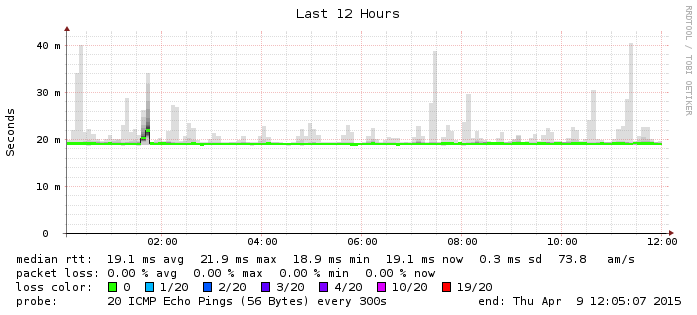 Last 12 Hours
RRDTOOL / TOBI OETIKER
Seconds
40 m
30 m
20 m
10 m
0
02:00 04:00 06:00 08:00 10:00 12:00
median rtt: 19.1 ms avg 21.9 ms max 18.9 ms min 19.1 ms now 0.3 ms sd 73.8 am/s
packet loss: 0.00 % avg 0.00 % max 0.00 % min 0.00 % now
loss color: 0 1/20 2/20 3/20 4/20 10/20 19/20
probe: 20 ICMP Echo Pings (56 Bytes) every 300s end: Thu Apr 9 12:05:07 2015